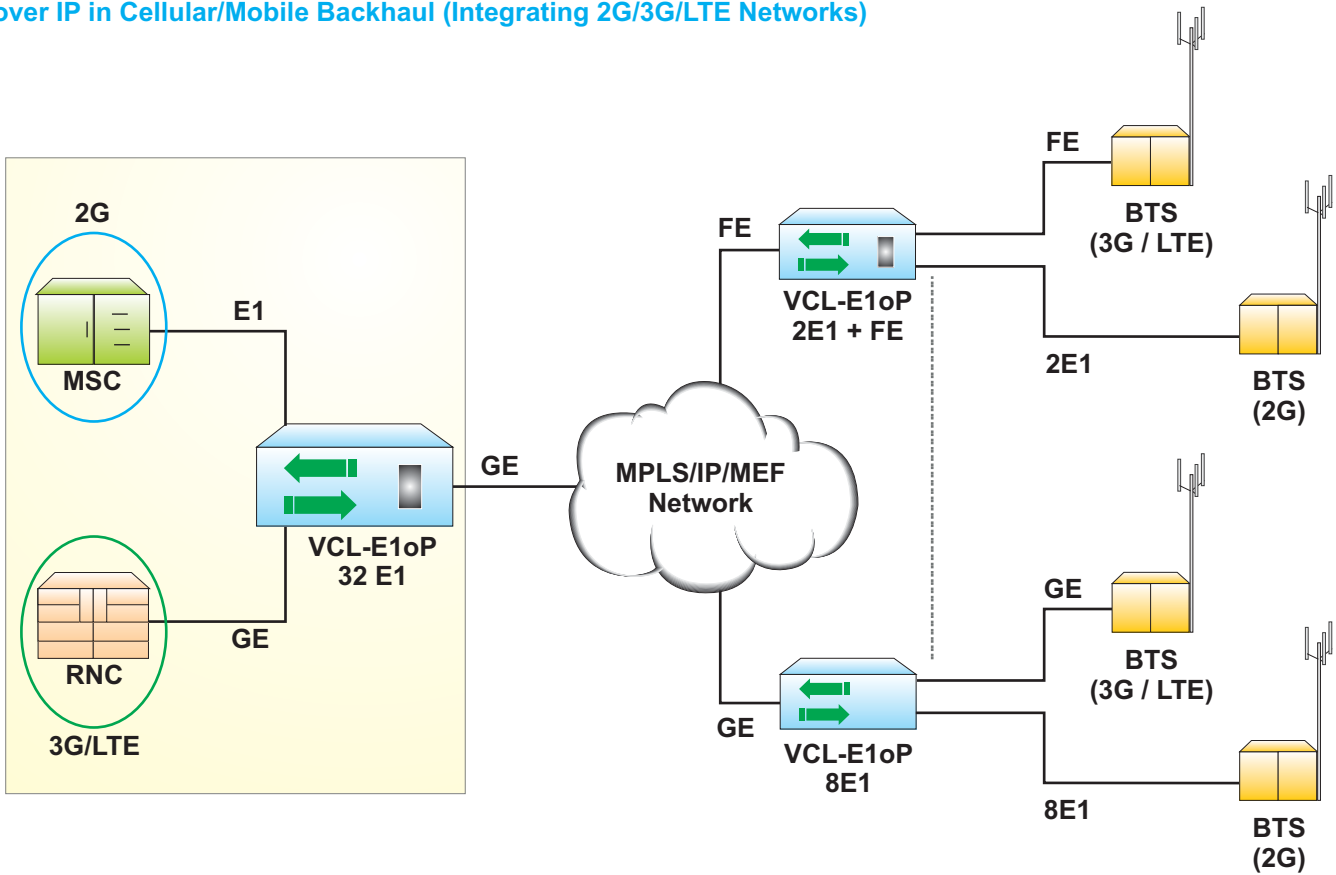 over IP in Cellular/Mobile Backhaul (Integrating 2G/3G/LTE Networks)
2G
MSC
E1
RNC
GE
3G/LTE
VCL-E1oP
32 E1
GE
MPLS/IP/MEF
Network
FE
VCL-E1oP
2E1 + FE
FE
BTS
(3G / LTE)
2E1
BTS
(2G)
GE
VCL-E1oP
8E1
GE
BTS
(3G / LTE)
8E1
BTS
(2G)